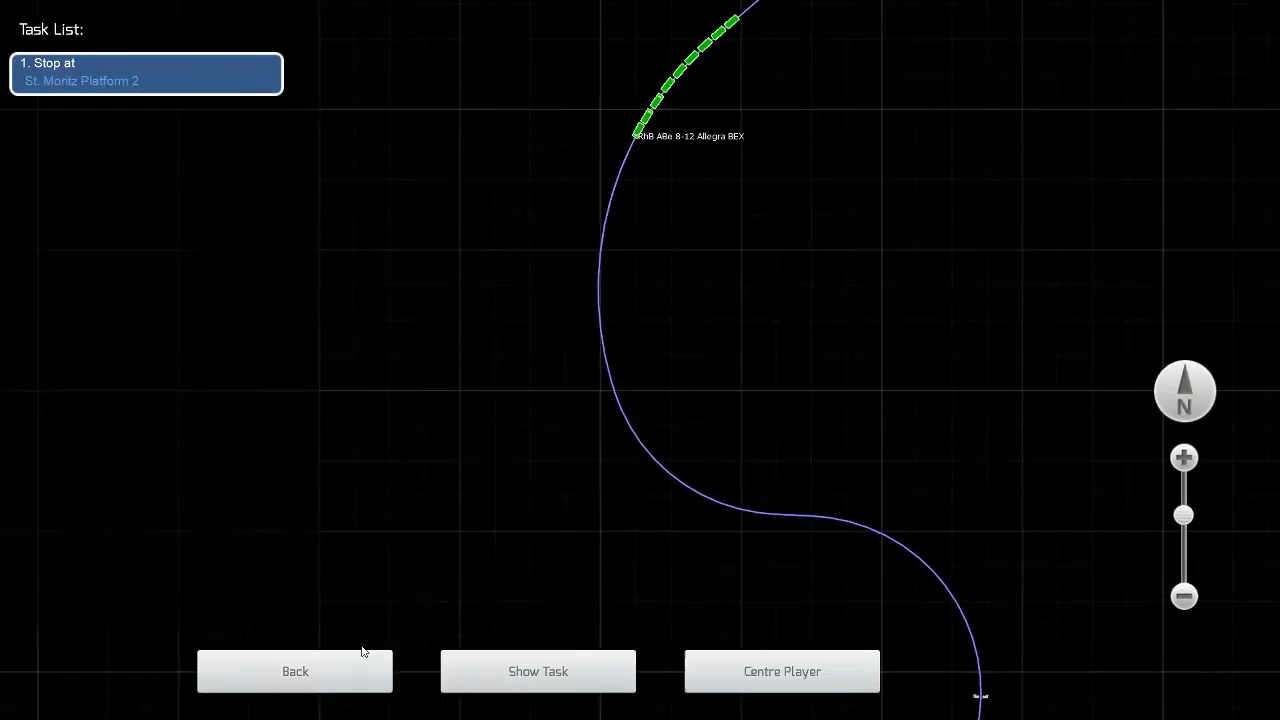 Task List:
1. Stop at
St. Moritz Platform 2
RhB ABe 8-12 Allegra BEX
N
Back
Show Task
Centre Player